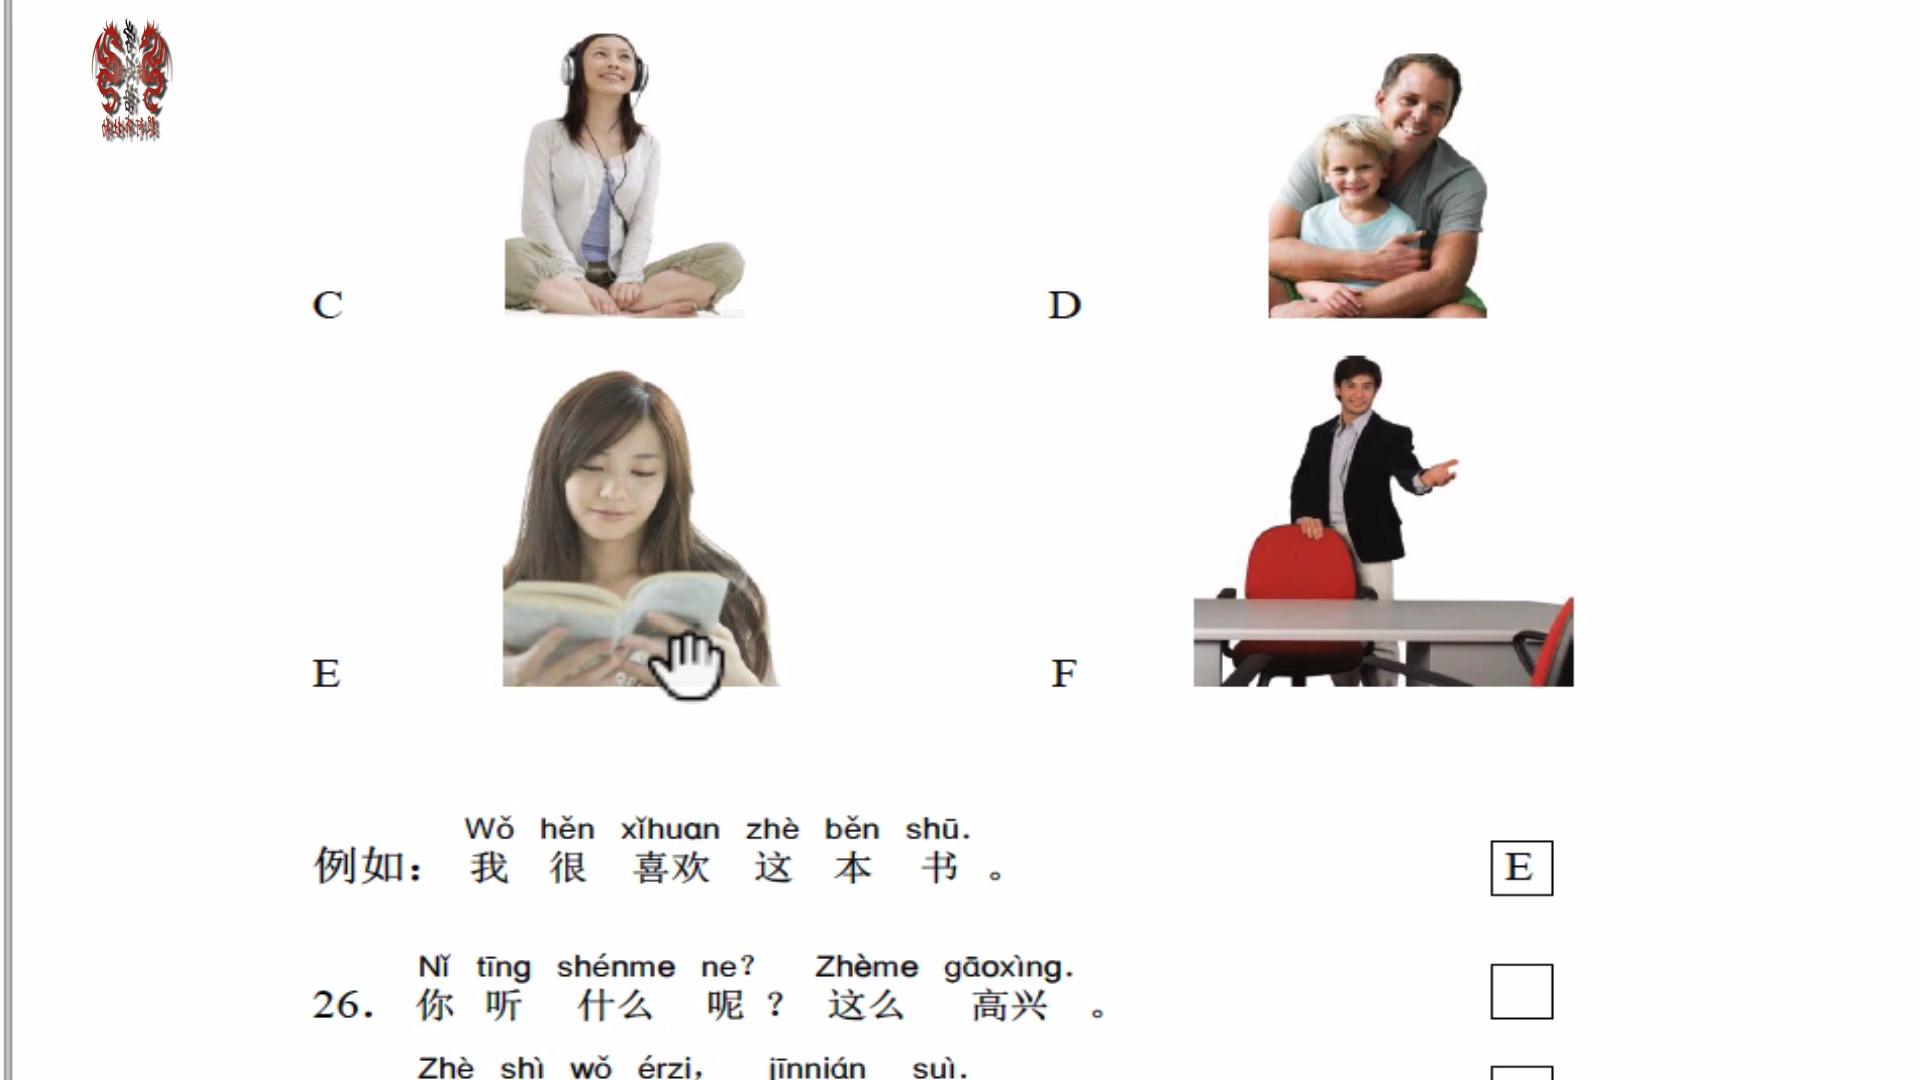 C
D
E
F
Wǒ hěn xǐhuan zhè běn shū.
例如： 我 很 喜欢 这 本 书 。
E
Nǐ tīng shénme ne? Zhème gāoxìng.
26. 你 听 什么 呢 ？ 这么 高兴 。
Zhè shì wǒ érzi, jīnnián suì.